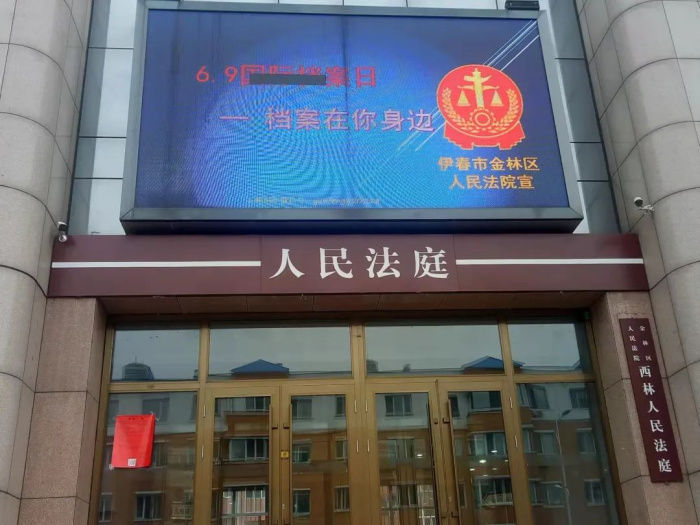 6.9 案日
— 档案在你身边
伊春市金林区
人民法院宣
人民法庭
金林区
人民法院
西林人民法庭